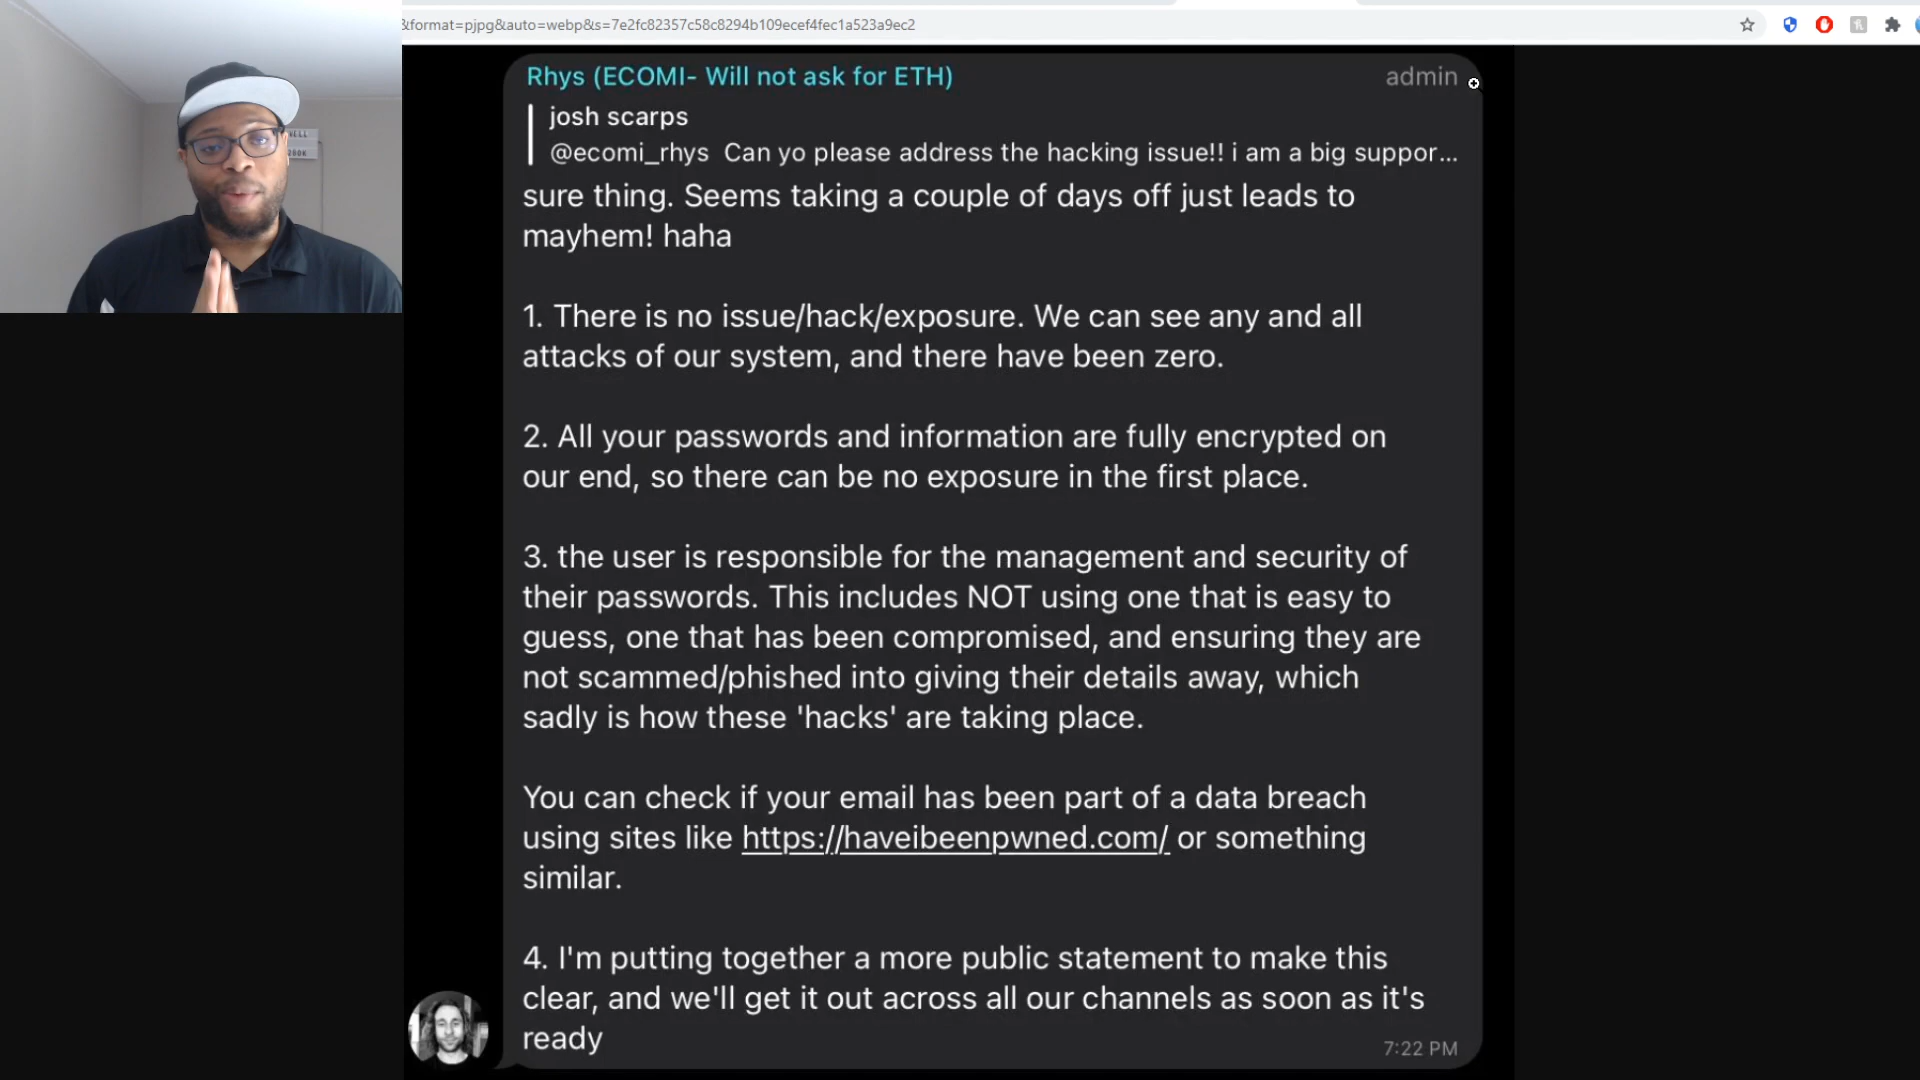 &format=pjpg&auto=webp&s=7e2fc82357c58c8294b109ecef4fec1a523a9ec2
Rhys (ECOMI- Will not ask for ETH)
admin
josh scarps
@ecomi_rhys Can yo please address the hacking issue!! i am a big suppor...
sure thing. Seems taking a couple of days off just leads to
mayhem! haha
1. There is no issue/hack/exposure. We can see any and all
attacks of our system, and there have been zero.
2. All your passwords and information are fully encrypted on
our end, so there can be no exposure in the first place.
3. the user is responsible for the management and security of
their passwords. This includes NOT using one that is easy to
guess, one that has been compromised, and ensuring they are
not scammed/phished into giving their details away, which
sadly is how these 'hacks' are taking place.
You can check if your email has been part of a data breach
using sites like https://haveibeenpwned.com/ or something
similar.
4. I'm putting together a more public statement to make this
clear, and we'll get it out across all our channels as soon as it's
ready
7:22 PM